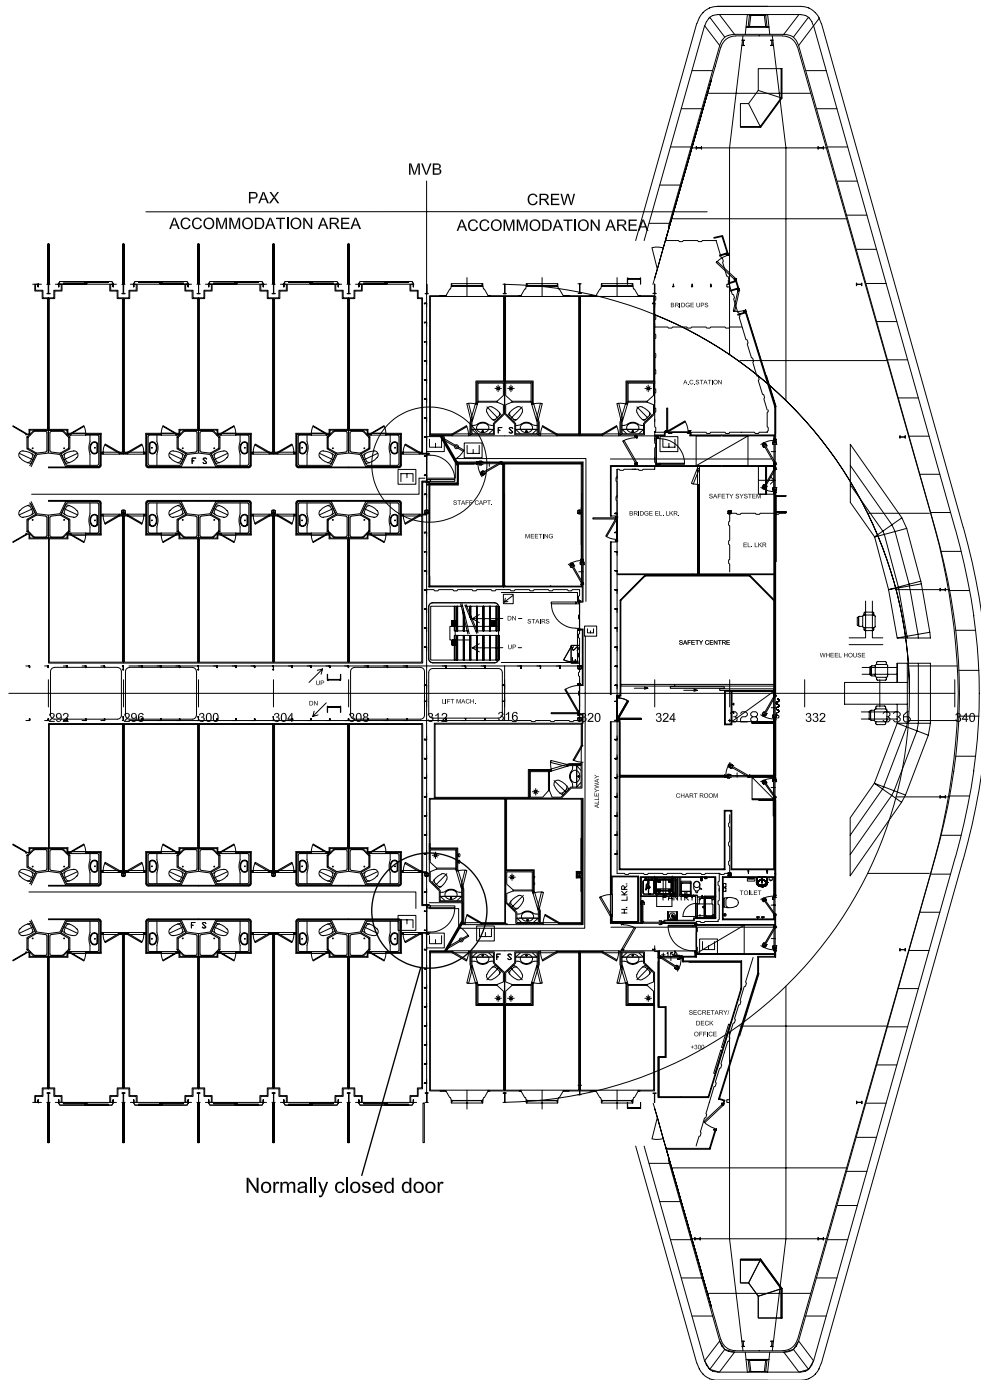 MVB
PAX
CREW
ACCOMMODATION AREA
ACCOMMODATION AREA
BRIDGE UPS
A.C.STATION
F S
F S
E
E
E
E
STAFF CAPT.
MEETING
BRIDGE EL. LKR.
SAFETY SYSTEM
EL. LKR
DN
STAIRS
UP
E
SAFETY CENTRE
WHEEL HOUSE
UP
DN
LIFT MACH.
292
296
300
304
308
312
316
320
324
328
332
336
340
ALLEYWAY
CHART ROOM
H. LKR.
PANTRY
TOILET
F S
F S
E
E
E
E
SECRETARY/
DECK
OFFICE
+300
Normally closed door